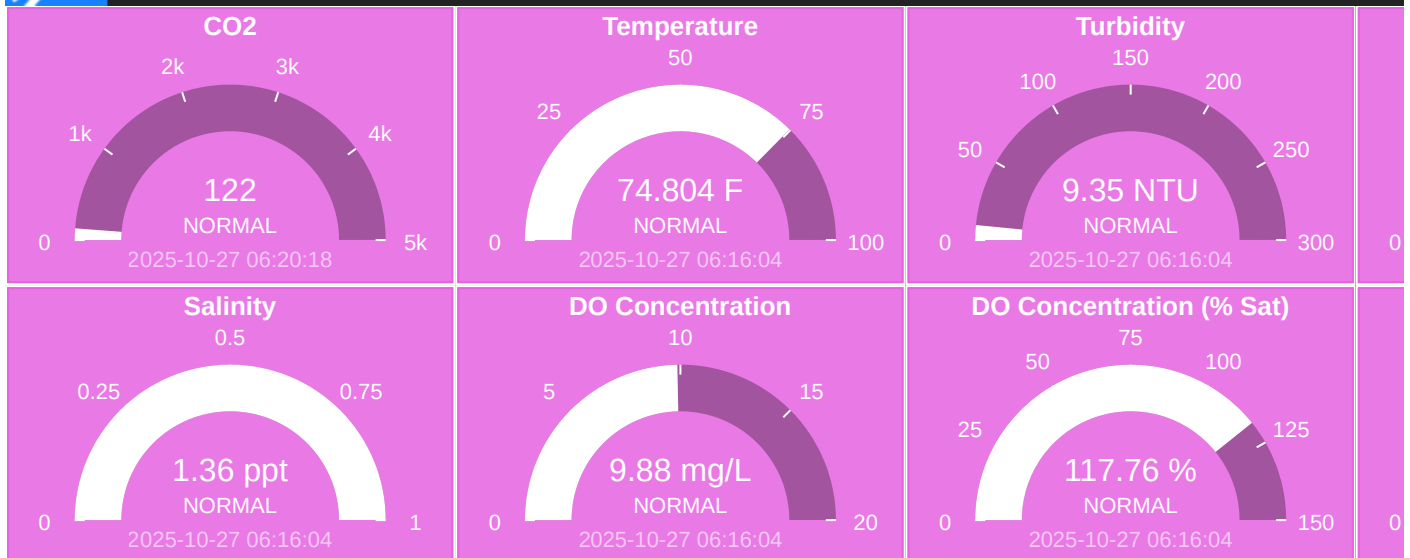 CO2
0
1k
2k
3k
4k
5k
122
NORMAL
2025-10-27 06:20:18
Temperature
0
25
50
75
100
74.804 F
NORMAL
2025-10-27 06:16:04
Turbidity
0
50
100
150
200
250
300
9.35 NTU
NORMAL
2025-10-27 06:16:04
0
Salinity
0
0.25
0.5
0.75
1
1.36 ppt
NORMAL
2025-10-27 06:16:04
DO Concentration
0
5
10
15
20
9.88 mg/L
NORMAL
2025-10-27 06:16:04
DO Concentration (% Sat)
0
25
50
75
100
125
150
117.76 %
NORMAL
2025-10-27 06:16:04
0